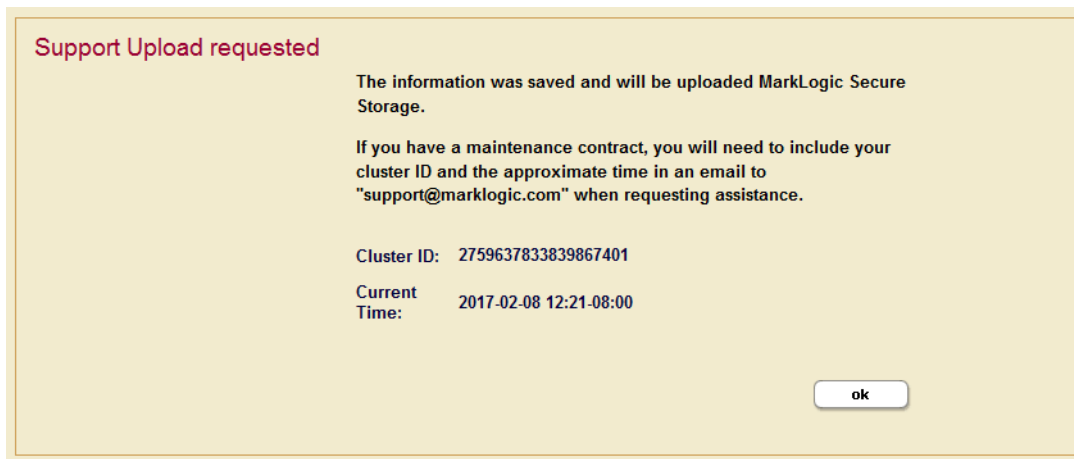 Support Upload requested
The information was saved and will be uploaded MarkLogic Secure
Storage.
If you have a maintenance contract, you will need to include your
cluster ID and the approximate time in an email to
"support@marklogic.com" when requesting assistance.
Cluster ID: 2759637833839867401
Current
Time: 2017-02-08 12:21-08:00
ok